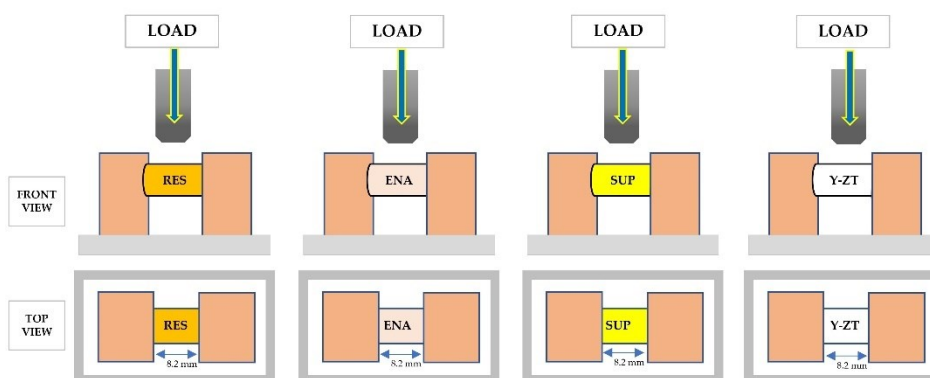 LOAD
LOAD
LOAD
LOAD
FRONT
VIEW
RES
ENA
SUP
Y-ZT
TOP
VIEW
RES
ENA
SUP
Y-ZT
8.2 mm
8.2 mm
8.2 mm
8.2 mm